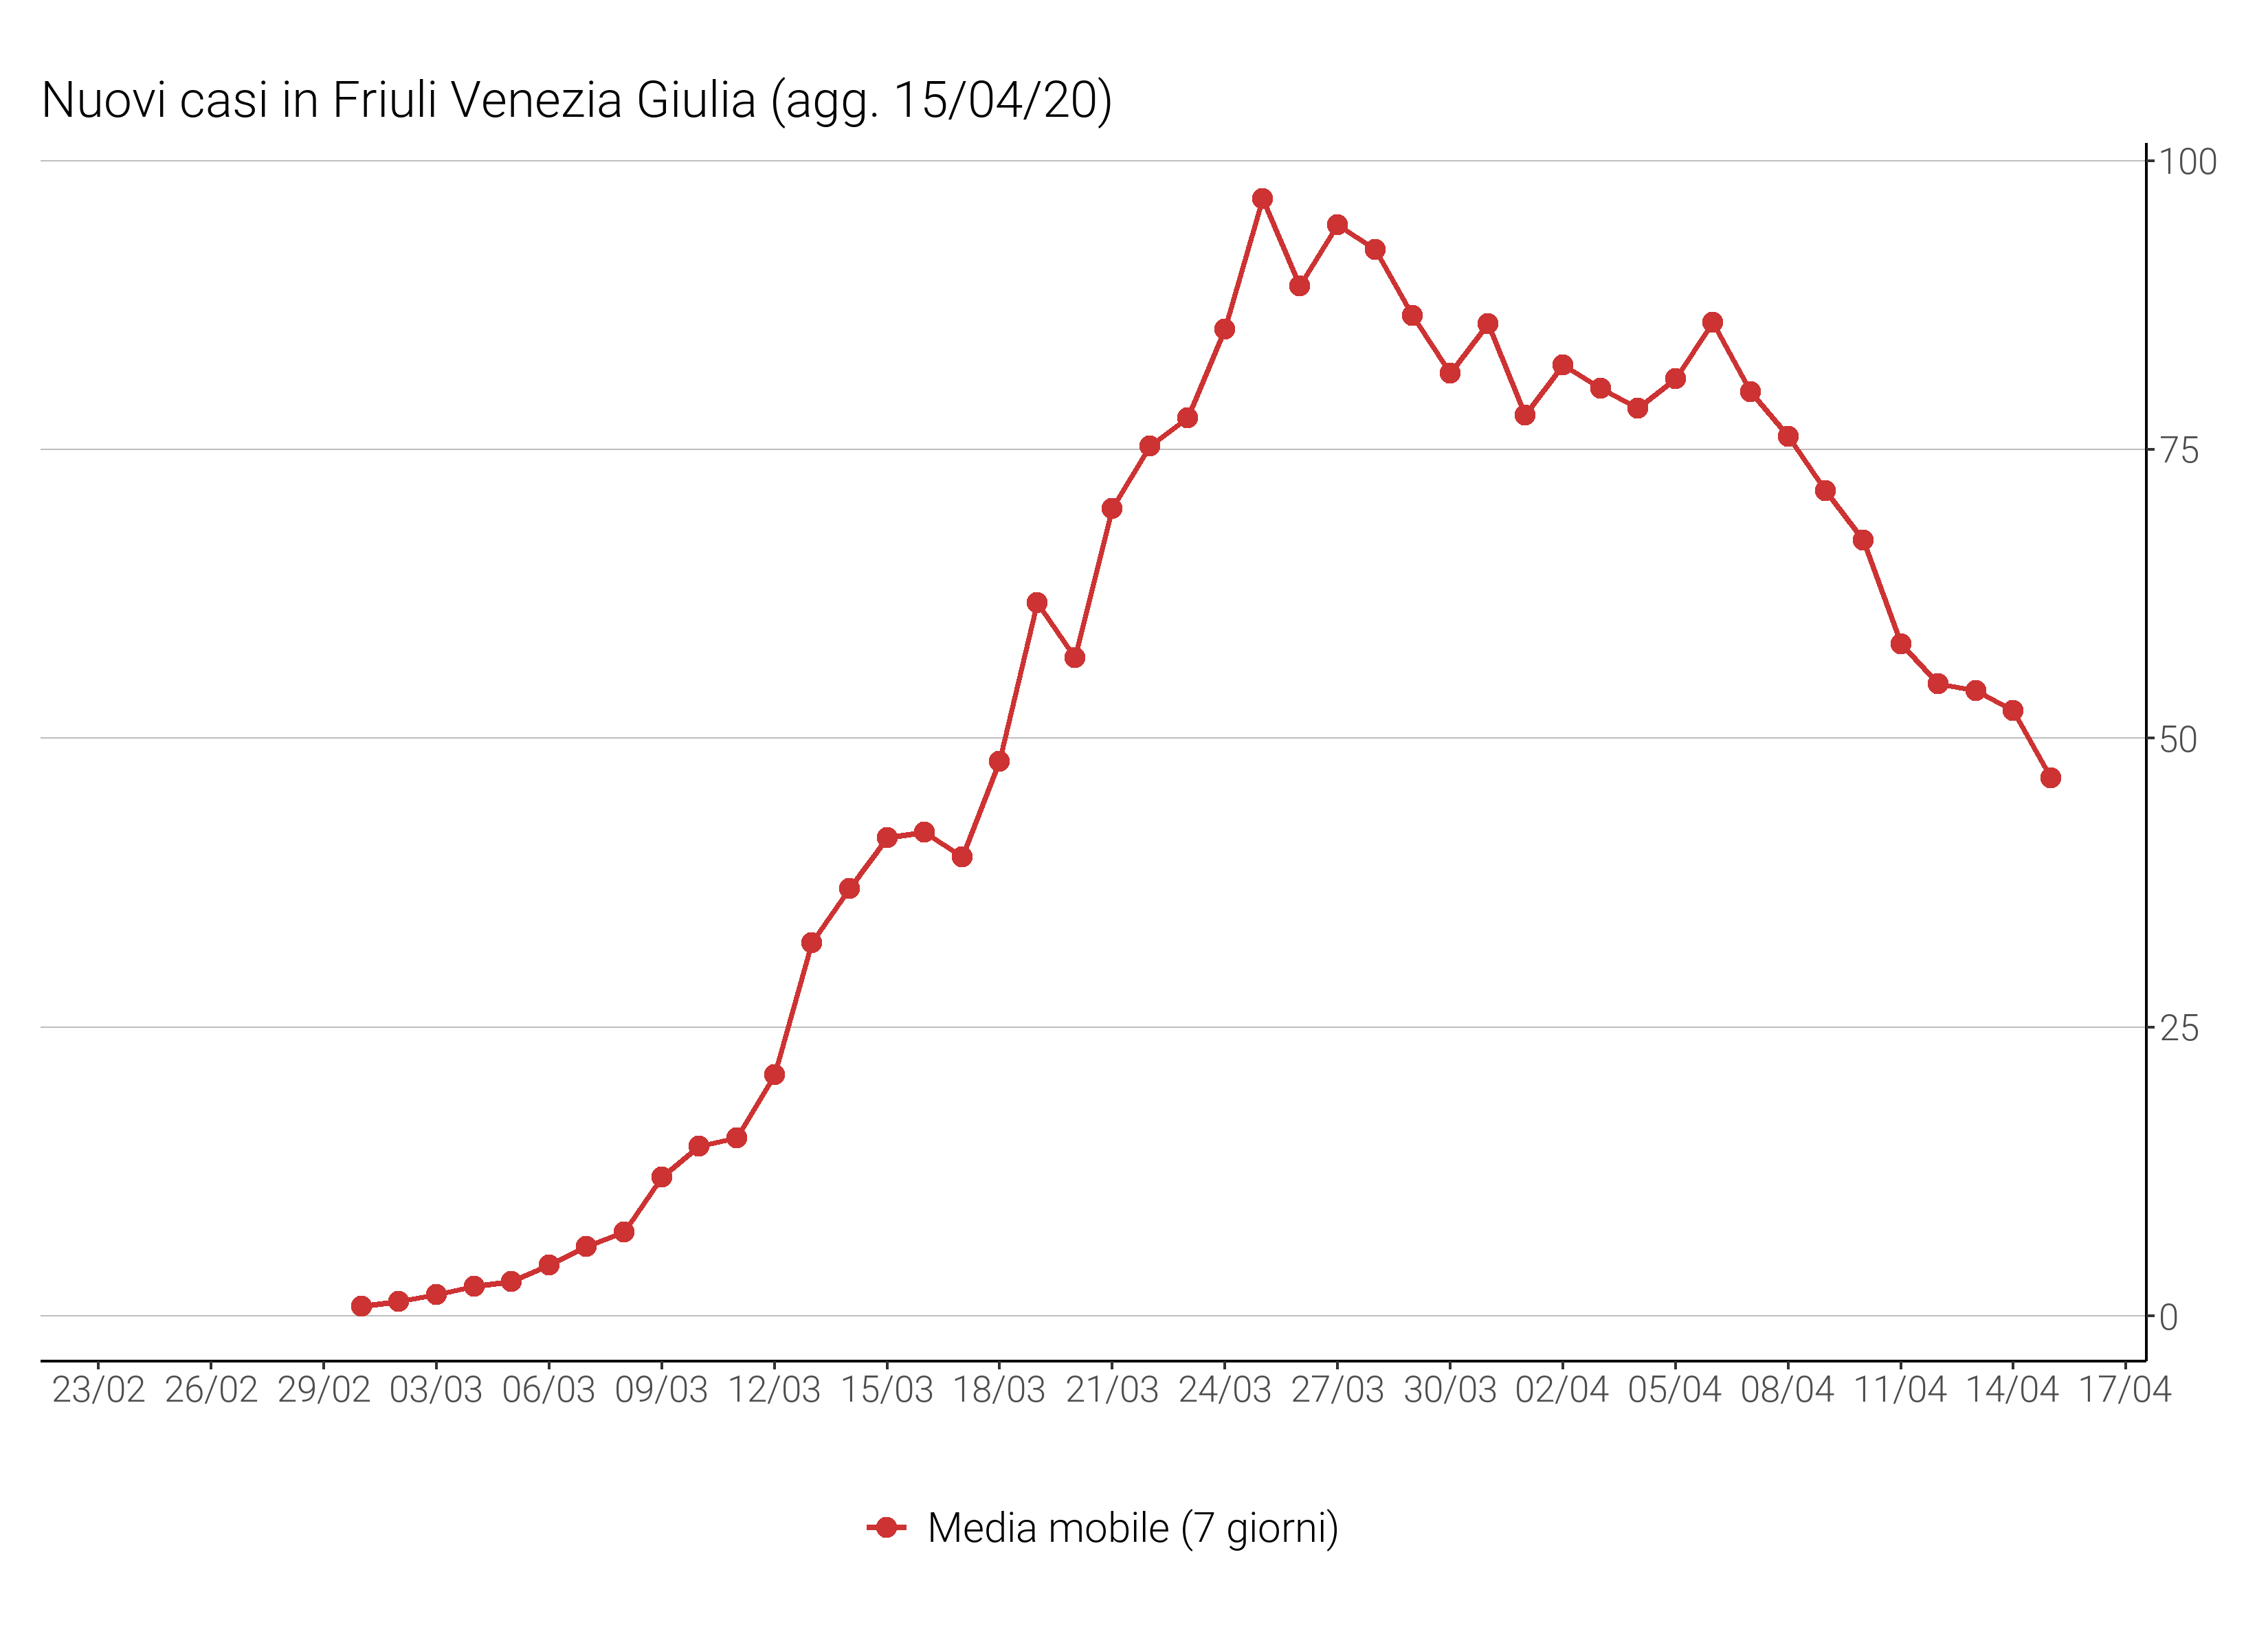 Nuovi casi in Friuli Venezia Giulia (agg. 15/04/20)
100
75
50
25
0
23/02 26/02 29/02 03/03 06/03 09/03 12/03 15/03 18/03 21/03 24/03 27/03 30/03 02/04 05/04 08/04 11/04 14/04 17/04
Media mobile (7 giorni)